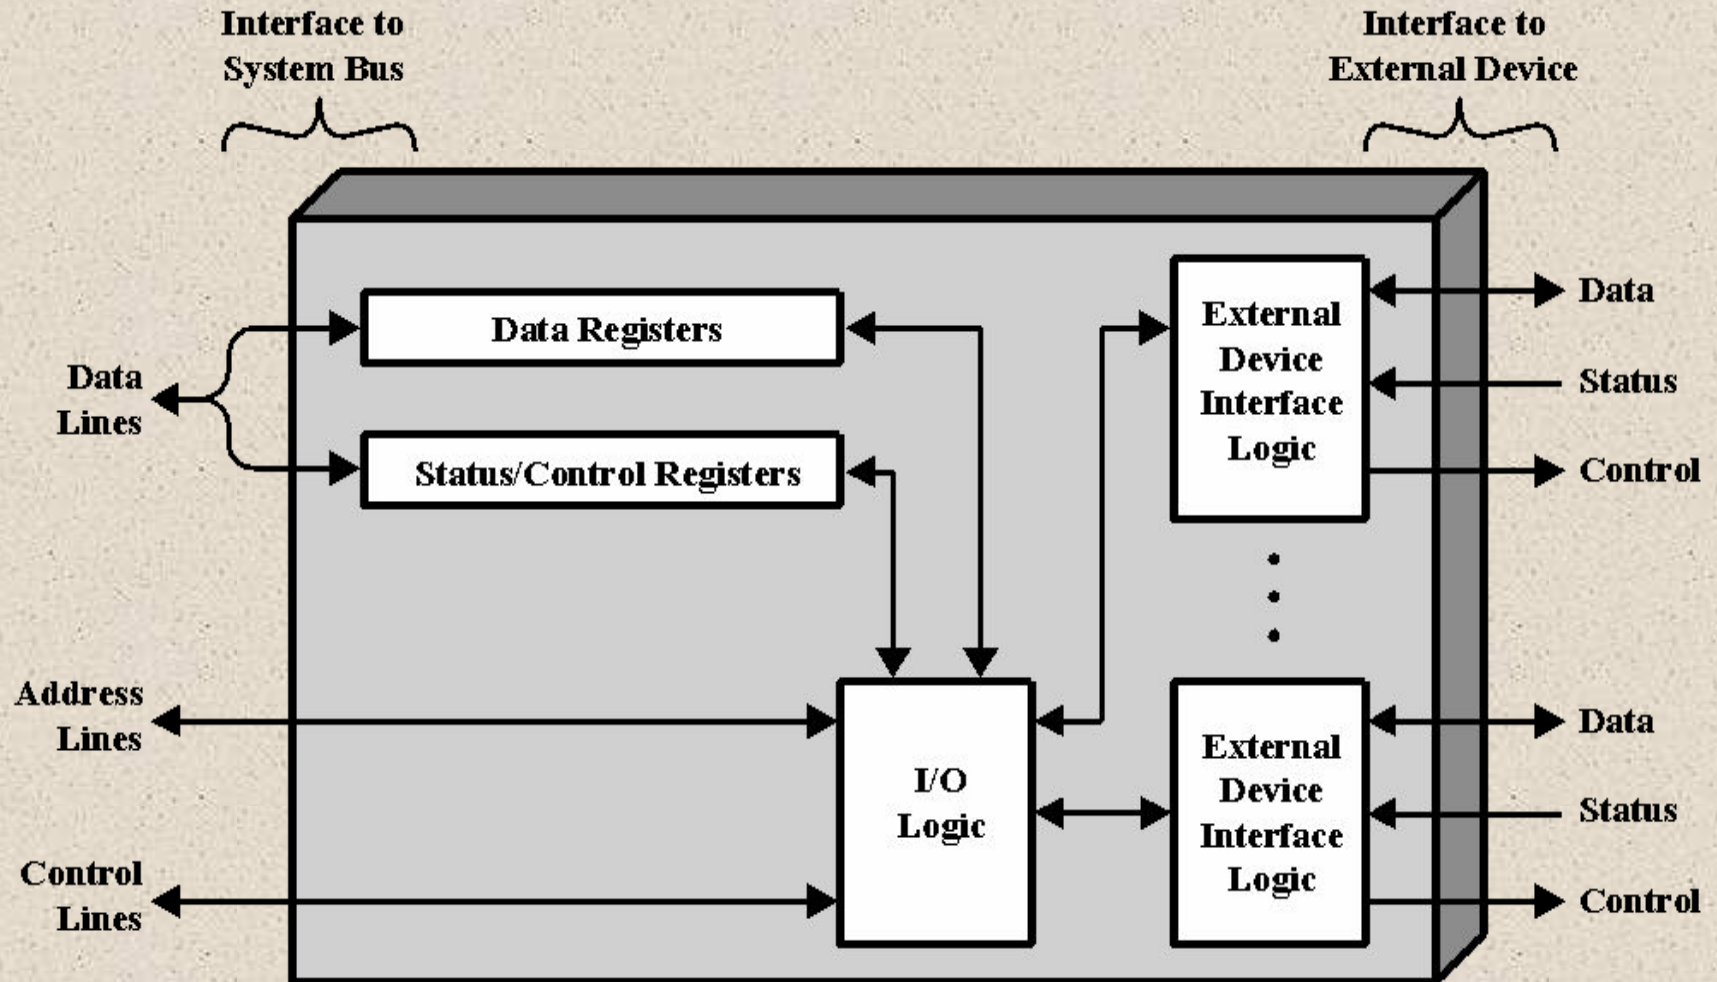 Interface to
System Bus
Interface to
External Device
Data Registers
Status/Control Registers
Data
Lines
Address
Lines
Control
Lines
I/O
Logic
External
Device
Interface
Logic
Data
Status
Control
External
Device
Interface
Logic
Data
Status
Control